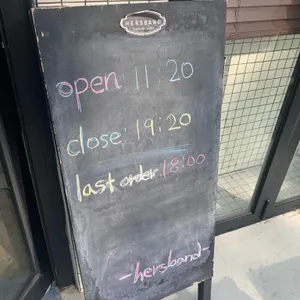 HERSBAND
open: 11:20
close: 19:20
last order 18:00
-hersband-